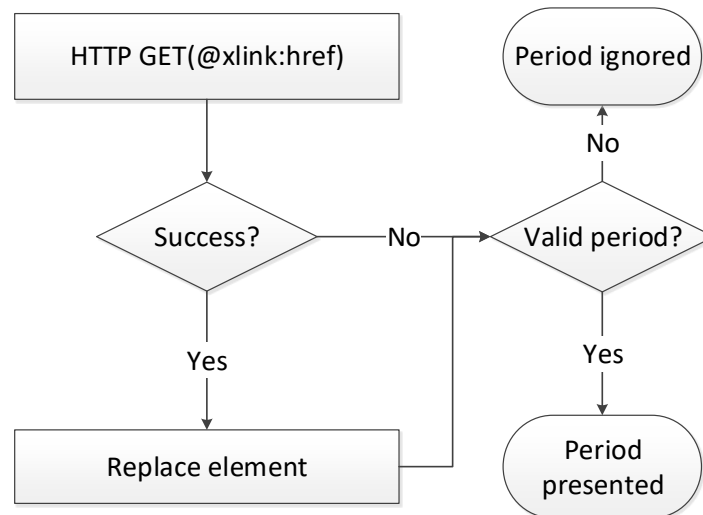 HTTP GET(@xlink:href)
Period ignored
No
Success?
No
Valid period?
Yes
Yes
Replace element
Period
presented